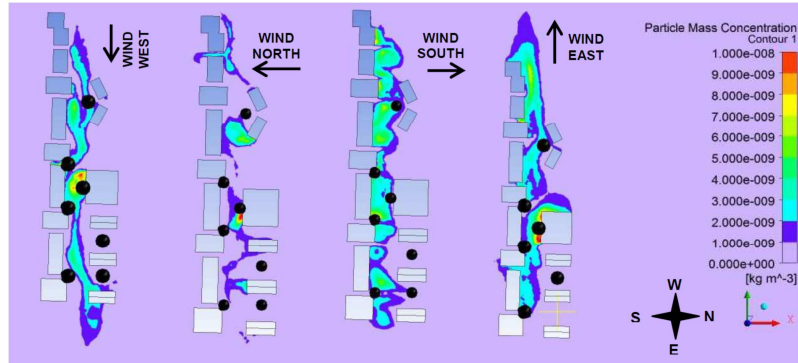 WIND
WEST
WIND
NORTH
WIND
SOUTH
WIND
EAST
Particle Mass Concentration
Contour 1
1.000e-008
9.000e-009
8.000e-009
7.000e-009
6.000e-009
5.000e-009
4.000e-009
3.000e-009
2.000e-009
1.000e-009
0.000e+000
[kg m^-3]
W
S
N
E
Z
X